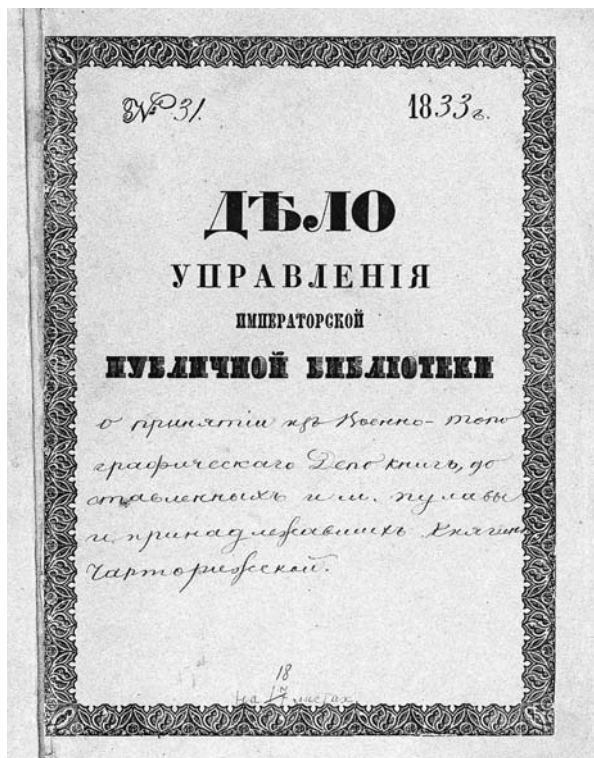 № 31. 1833 г.
ДѢЛО
УПРАВЛЕНІЯ
ИМПЕРАТОРСКОЙ
ПУБЛИЧНОЙ БИБЛІОТЕКИ
о принятіи изъ Военно-топо
графическаго Депо книгъ, до
ставленныхъ изъ м. Пулавы
и принадлежавшихъ Княгинѣ
Чарторижской.
18
на 17 листах